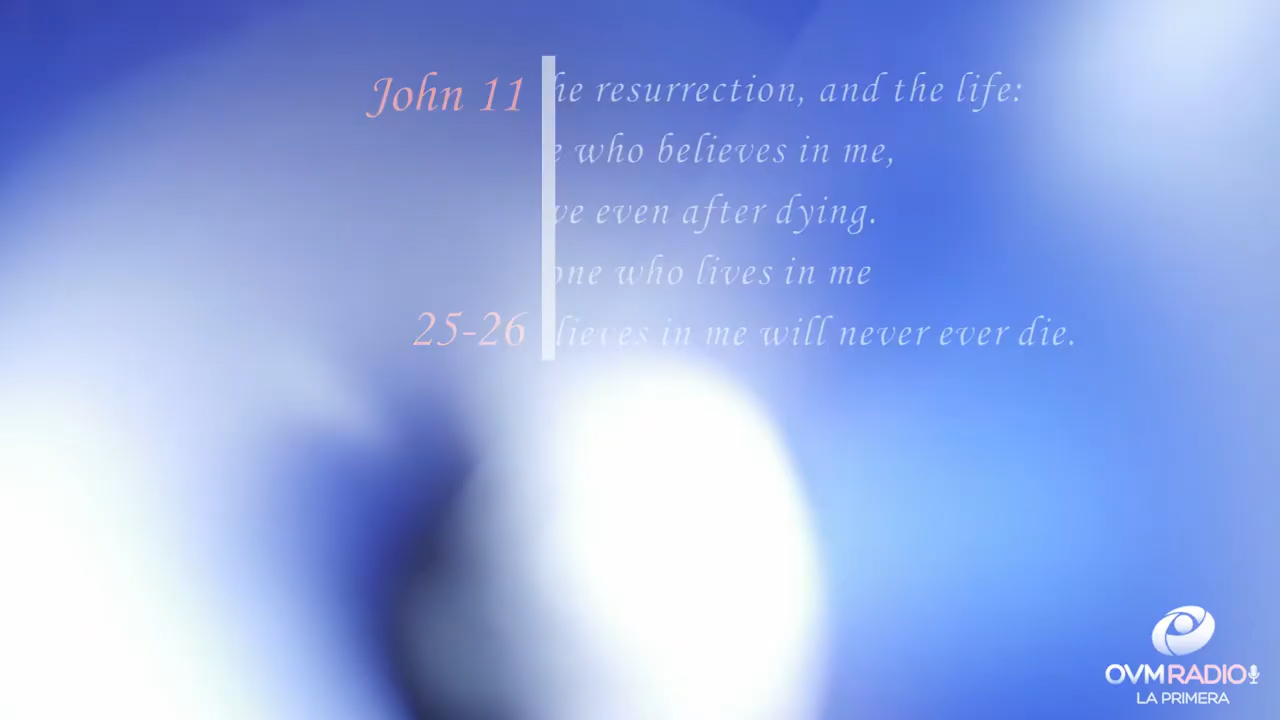 John 11
he resurrection, and the life:
e who believes in me,
ve even after dying.
one who lives in me
25-26
lieves in me will never ever die.
OVMRADIO
LA PRIMERA